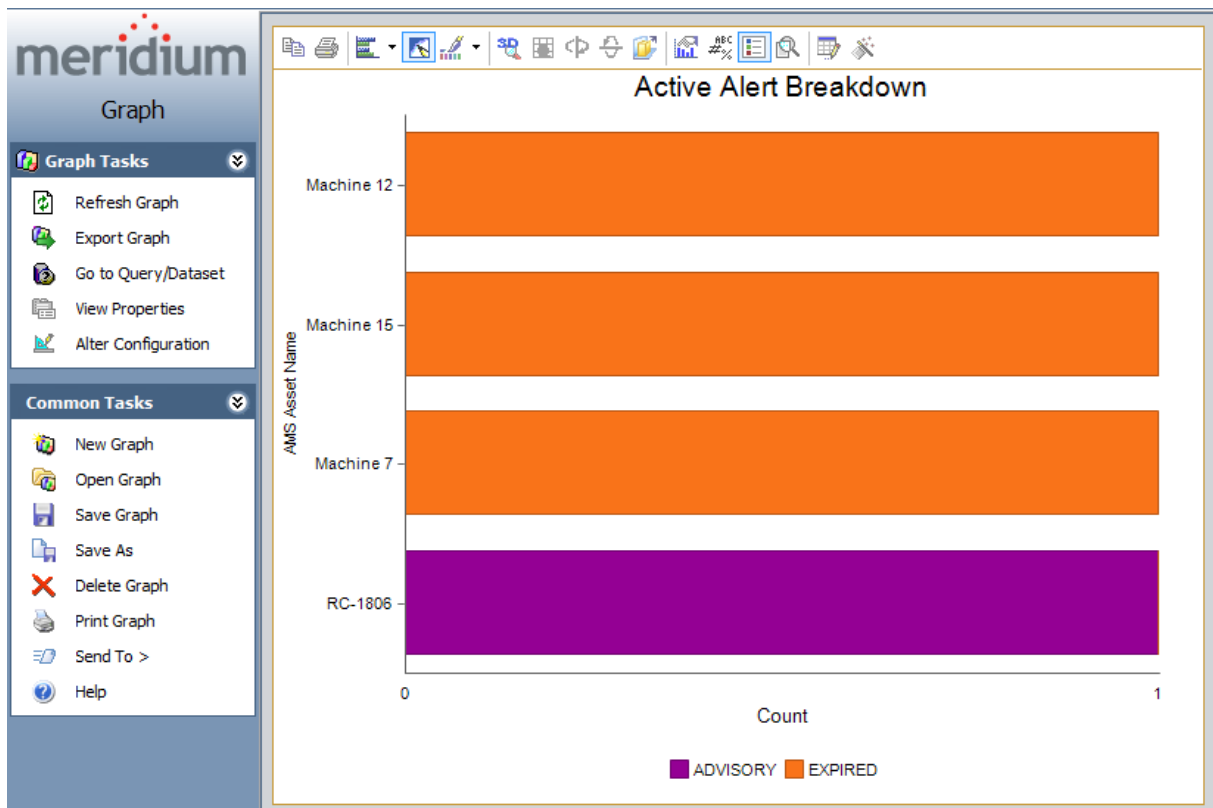 meridium
Graph
Graph Tasks
Refresh Graph
Export Graph
Go to Query/Dataset
View Properties
Alter Configuration
Common Tasks
New Graph
Open Graph
Save Graph
Save As
Delete Graph
Print Graph
Send To >
Help
3D
ABC
#%
Active Alert Breakdown
AMS Asset Name
Machine 12
Machine 15
Machine 7
RC-1806
0
1
Count
ADVISORY
EXPIRED